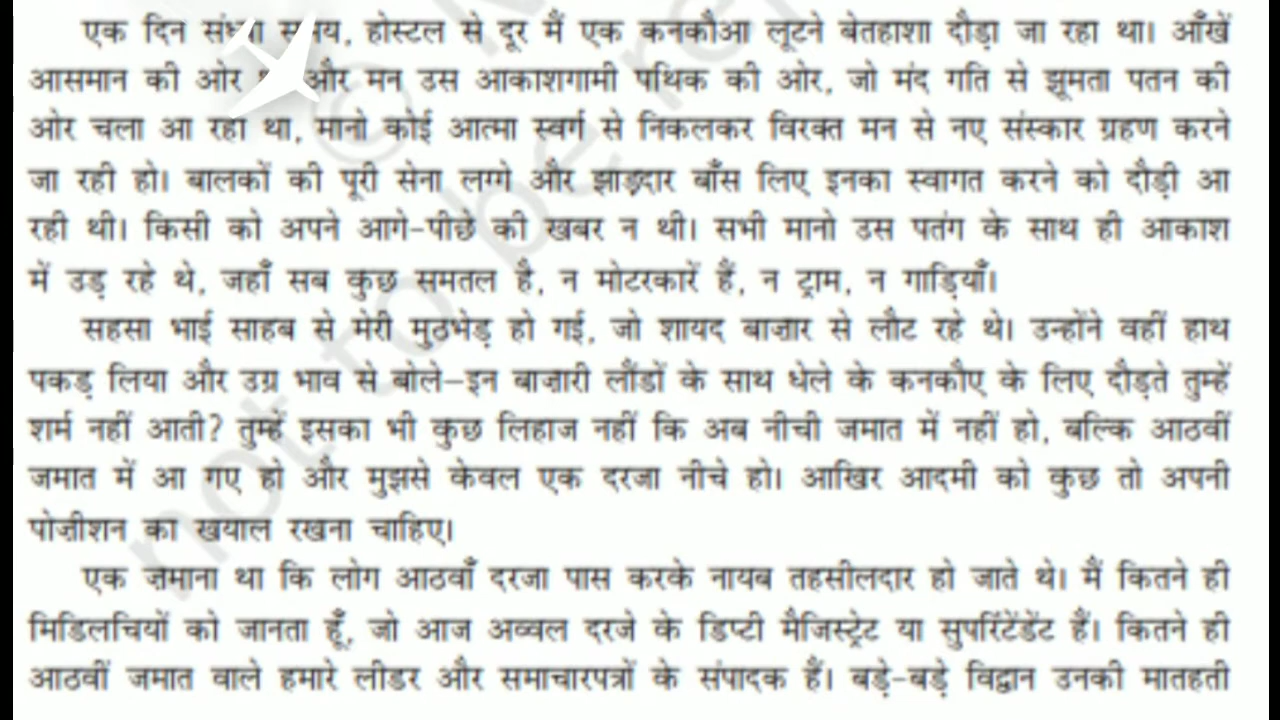 एक दिन संध्या समय, होस्टल से दूर मैं एक कनकौआ लूटने बेतहाशा दौड़ा जा रहा था। आँखें
आसमान की ओर थीं और मन उस आकाशगामी पथिक की ओर, जो मंद गति से झूमता पतन की
ओर चला आ रहा था, मानो कोई आत्मा स्वर्ग से निकलकर विरक्त मन से नए संस्कार ग्रहण करने
जा रही हो। बालकों की पूरी सेना लग्गे और झाड़दार बाँस लिए इनका स्वागत करने को दौड़ी आ
रही थी। किसी को अपने आगे-पीछे की खबर न थी। सभी मानो उस पतंग के साथ ही आकाश
में उड़ रहे थे, जहाँ सब कुछ समतल है, न मोटरकारें हैं, न ट्राम, न गाड़ियाँ।
सहसा भाई साहब से मेरी मुठभेड़ हो गई, जो शायद बाज़ार से लौट रहे थे। उन्होंने वहीं हाथ
पकड़ लिया और उग्र भाव से बोले—इन बाज़ारी लौंडों के साथ धेले के कनकौए के लिए दौड़ते तुम्हें
शर्म नहीं आती? तुम्हें इसका भी कुछ लिहाज नहीं कि अब नीची जमात में नहीं हो, बल्कि आठवीं
जमात में आ गए हो और मुझसे केवल एक दरजा नीचे हो। आखिर आदमी को कुछ तो अपनी
पोज़ीशन का खयाल रखना चाहिए।
एक ज़माना था कि लोग आठवाँ दरजा पास करके नायब तहसीलदार हो जाते थे। मैं कितने ही
मिडिलचियों को जानता हूँ, जो आज अव्वल दरजे के डिप्टी मैजिस्ट्रेट या सुपरिंटेंडेंट हैं। कितने ही
आठवीं जमात वाले हमारे लीडर और समाचारपत्रों के संपादक हैं। बड़े-बड़े विद्वान उनकी मातहती
not to be re
©